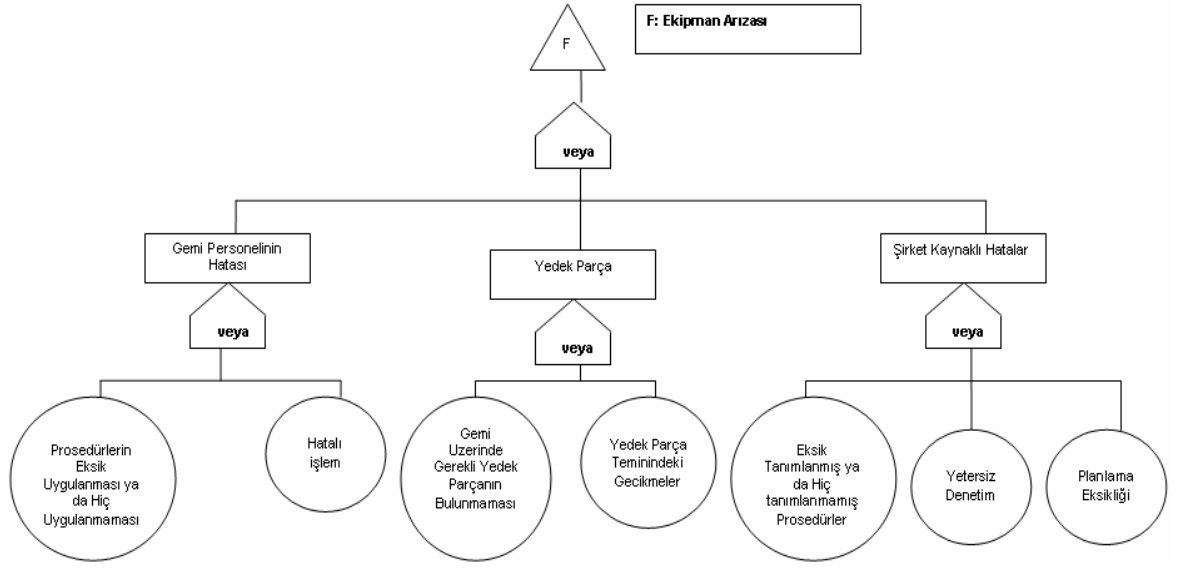 F: Ekipman Arızası
F
veya
Gemi Personelinin
Hatası
Yedek Parça
Şirket Kaynaklı Hatalar
veya
veya
veya
Prosedürlerin
Eksik
Uygulanması ya
da Hiç
Uygulanmaması
Hatalı
işlem
Gemi
Uzerinde
Gerekli Yedek
Parçanın
Bulunmaması
Yedek Parça
Teminindeki
Gecikmeler
Eksik
Tanımlanmış ya
da Hiç
tanımlanmamış
Prosedürler
Yetersiz
Denetim
Planlama
Eksikliği